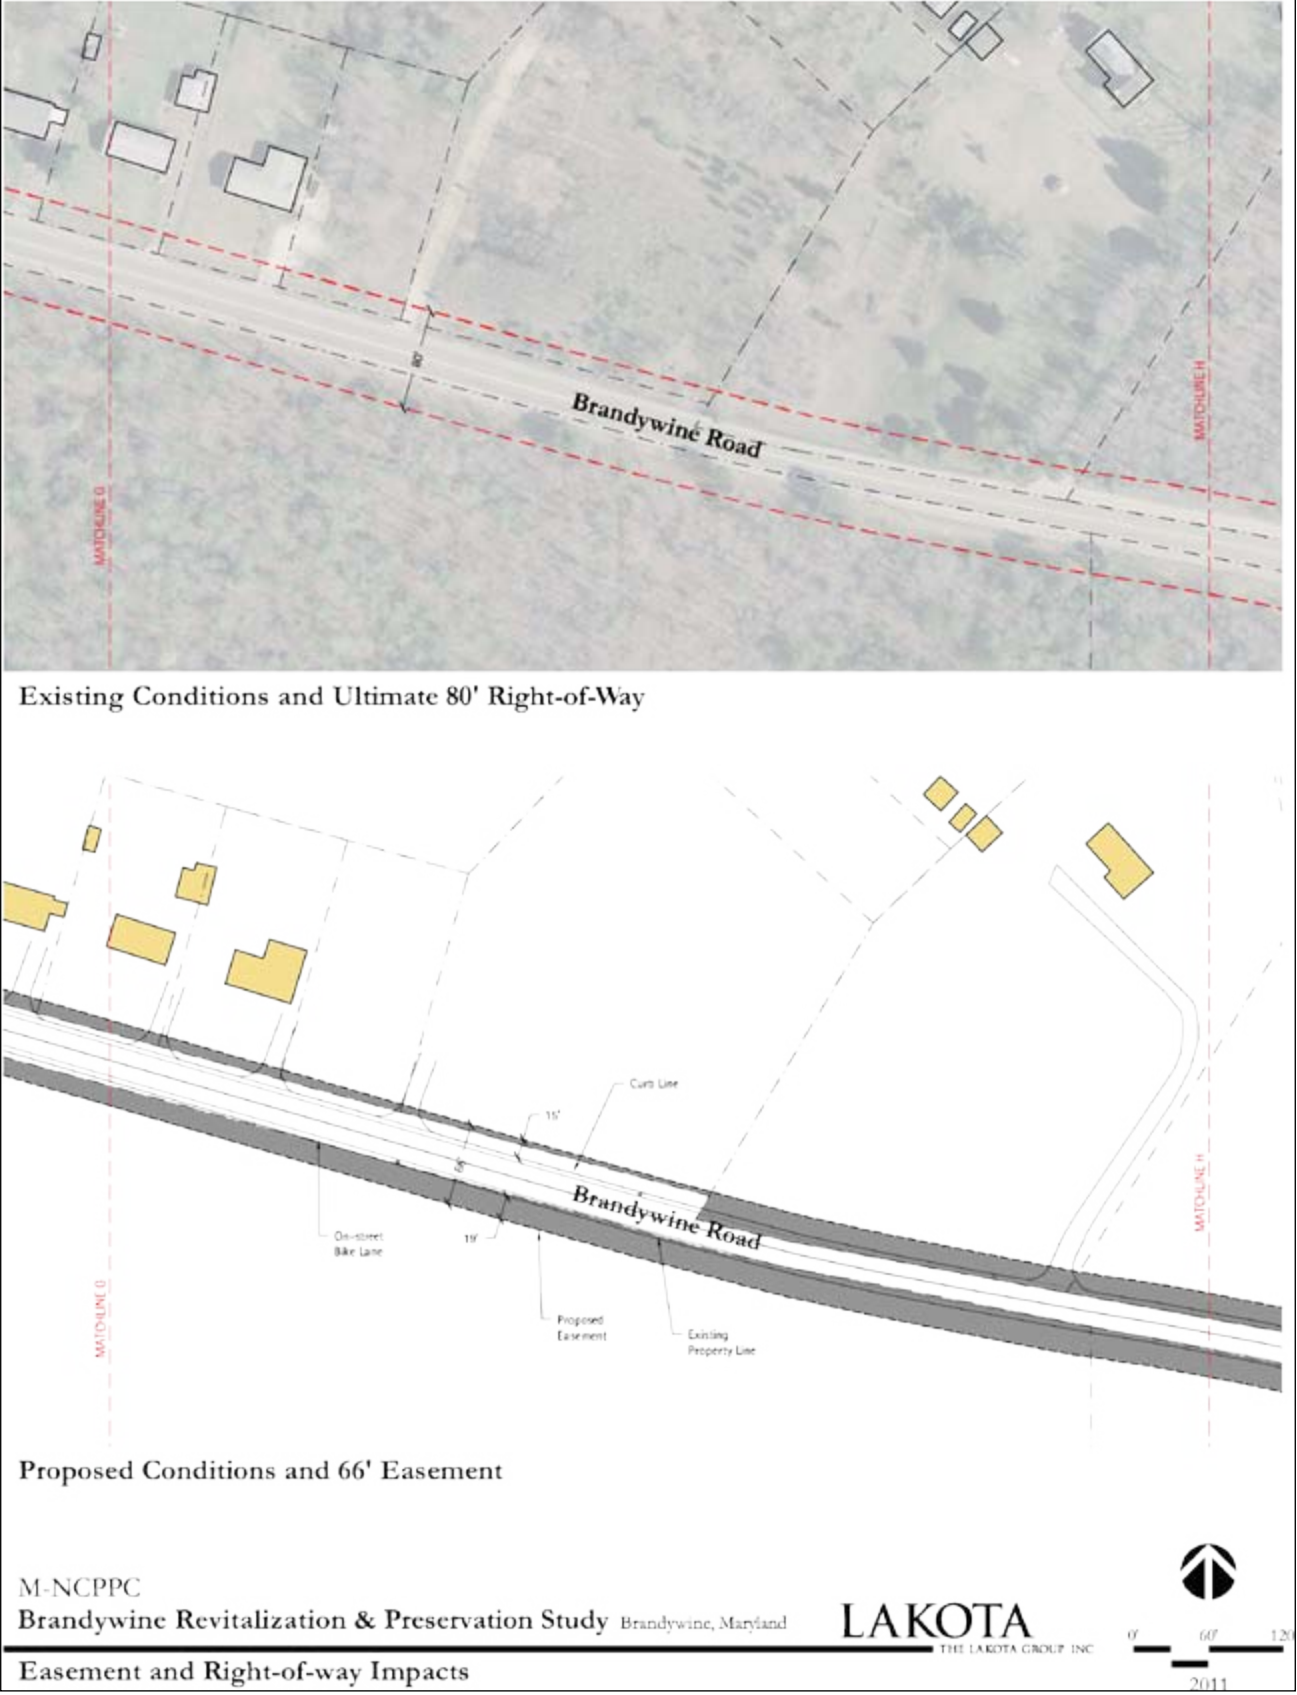 80'
Brandywine Road
MATCHLINE H
MATCHLINE G
Existing Conditions and Ultimate 80' Right-of-Way
Curb Line
15'
Brandywine Road
MATCHLINE H
On-street
Bike Lane
19'
Proposed
Easement
Existing
Property Line
MATCHLINE G
Proposed Conditions and 66' Easement
M-NCPPC
Brandywine Revitalization & Preservation Study Brandywine, Maryland
LAKOTA
THE LAKOTA GROUP INC
0' 60' 120
Easement and Right-of-way Impacts
2011